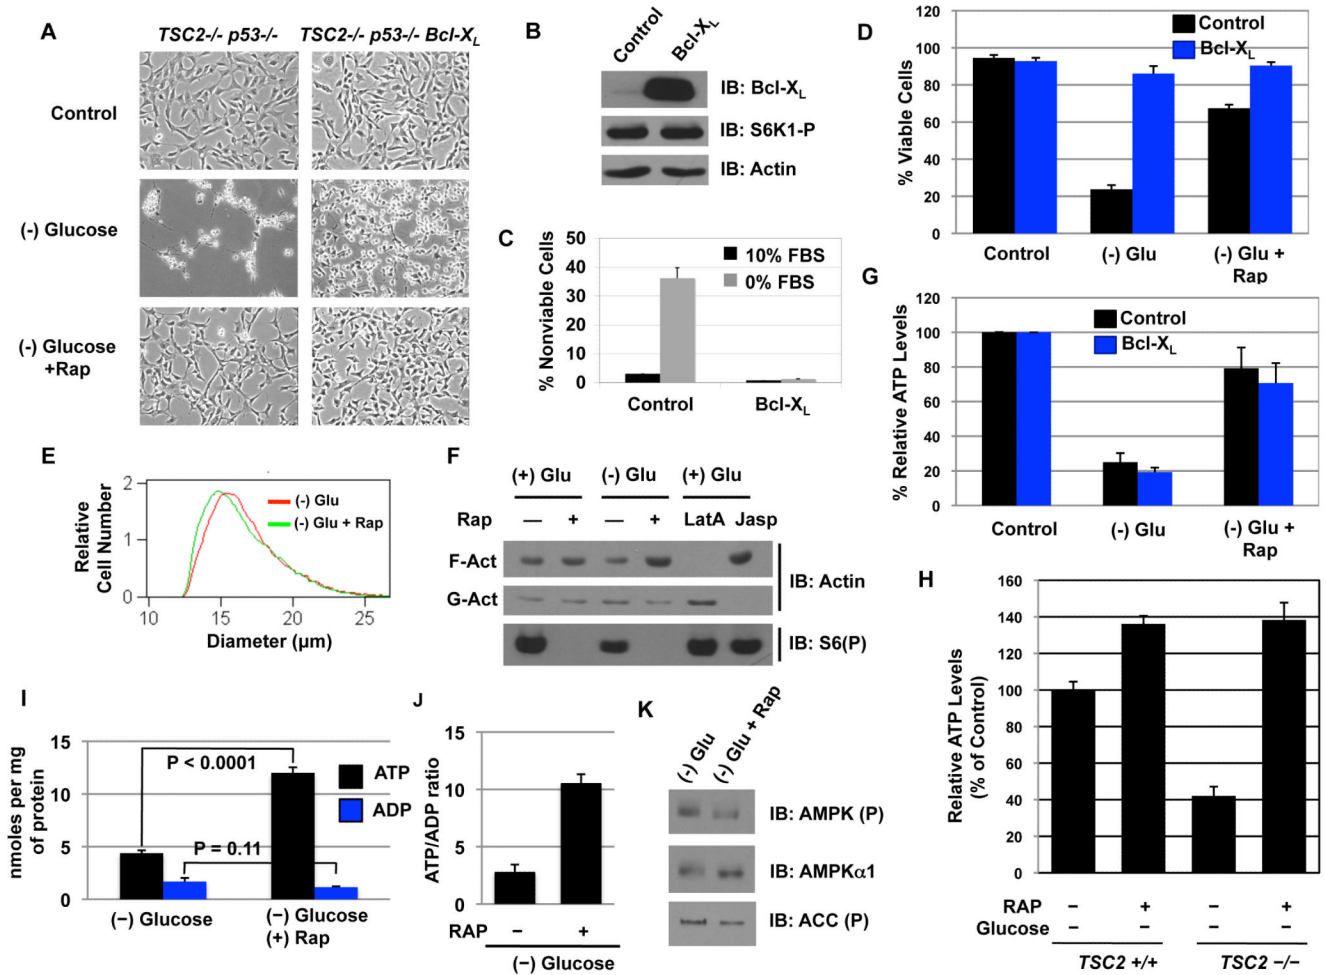 A
TSC2-/- p53-/-
TSC2-/- p53-/- Bcl-XL
Control
(-) Glucose
(-) Glucose
+Rap
B
Control
Bcl-XL
IB: Bcl-XL
IB: S6K1-P
IB: Actin
C
% Nonviable Cells
50
40
30
20
10
0
10% FBS
0% FBS
Control
Bcl-XL
D
% Viable Cells
120
100
80
60
40
20
0
Control
Bcl-XL
Control
(-) Glu
(-) Glu +
Rap
E
Relative
Cell Number
2
1
0
(-) Glu
(-) Glu + Rap
10
15
20
25
Diameter (μm)
F
(+) Glu
(-) Glu
(+) Glu
Rap
—
+
—
+
LatA
Jasp
F-Act
G-Act
IB: Actin
IB: S6(P)
G
% Relative ATP Levels
120
100
80
60
40
20
0
Control
Bcl-XL
Control
(-) Glu
(-) Glu +
Rap
H
Relative ATP Levels
(% of Control)
160
140
120
100
80
60
40
20
0
RAP
−
+
−
+
Glucose
−
−
−
−
TSC2 +/+
TSC2 −/−
I
nmoles per mg
of protein
15
10
5
0
P < 0.0001
P = 0.11
ATP
ADP
(−) Glucose
(−) Glucose
(+) Rap
J
ATP/ADP ratio
15
10
5
0
RAP
−
+
(−) Glucose
K
(-) Glu
(-) Glu + Rap
IB: AMPK (P)
IB: AMPKα1
IB: ACC (P)